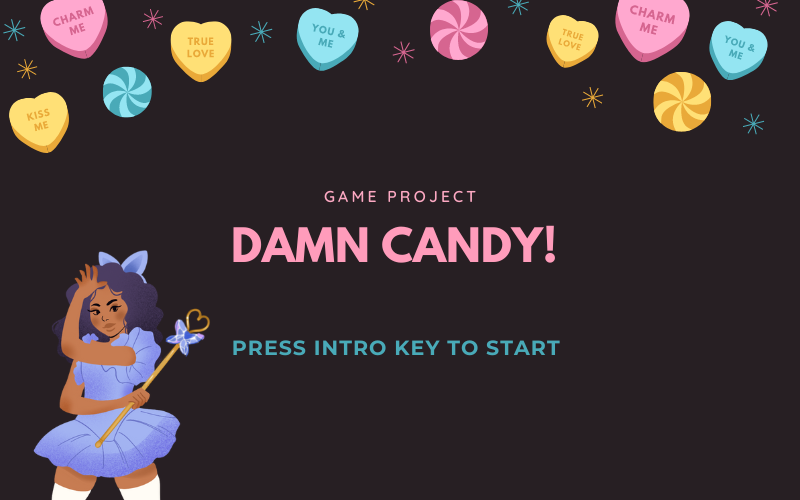 CHARM
ME
TRUE
LOVE
YOU &
ME
TRUE
LOVE
CHARM
ME
YOU &
ME
KISS
ME
GAME PROJECT
DAMN CANDY!
PRESS INTRO KEY TO START